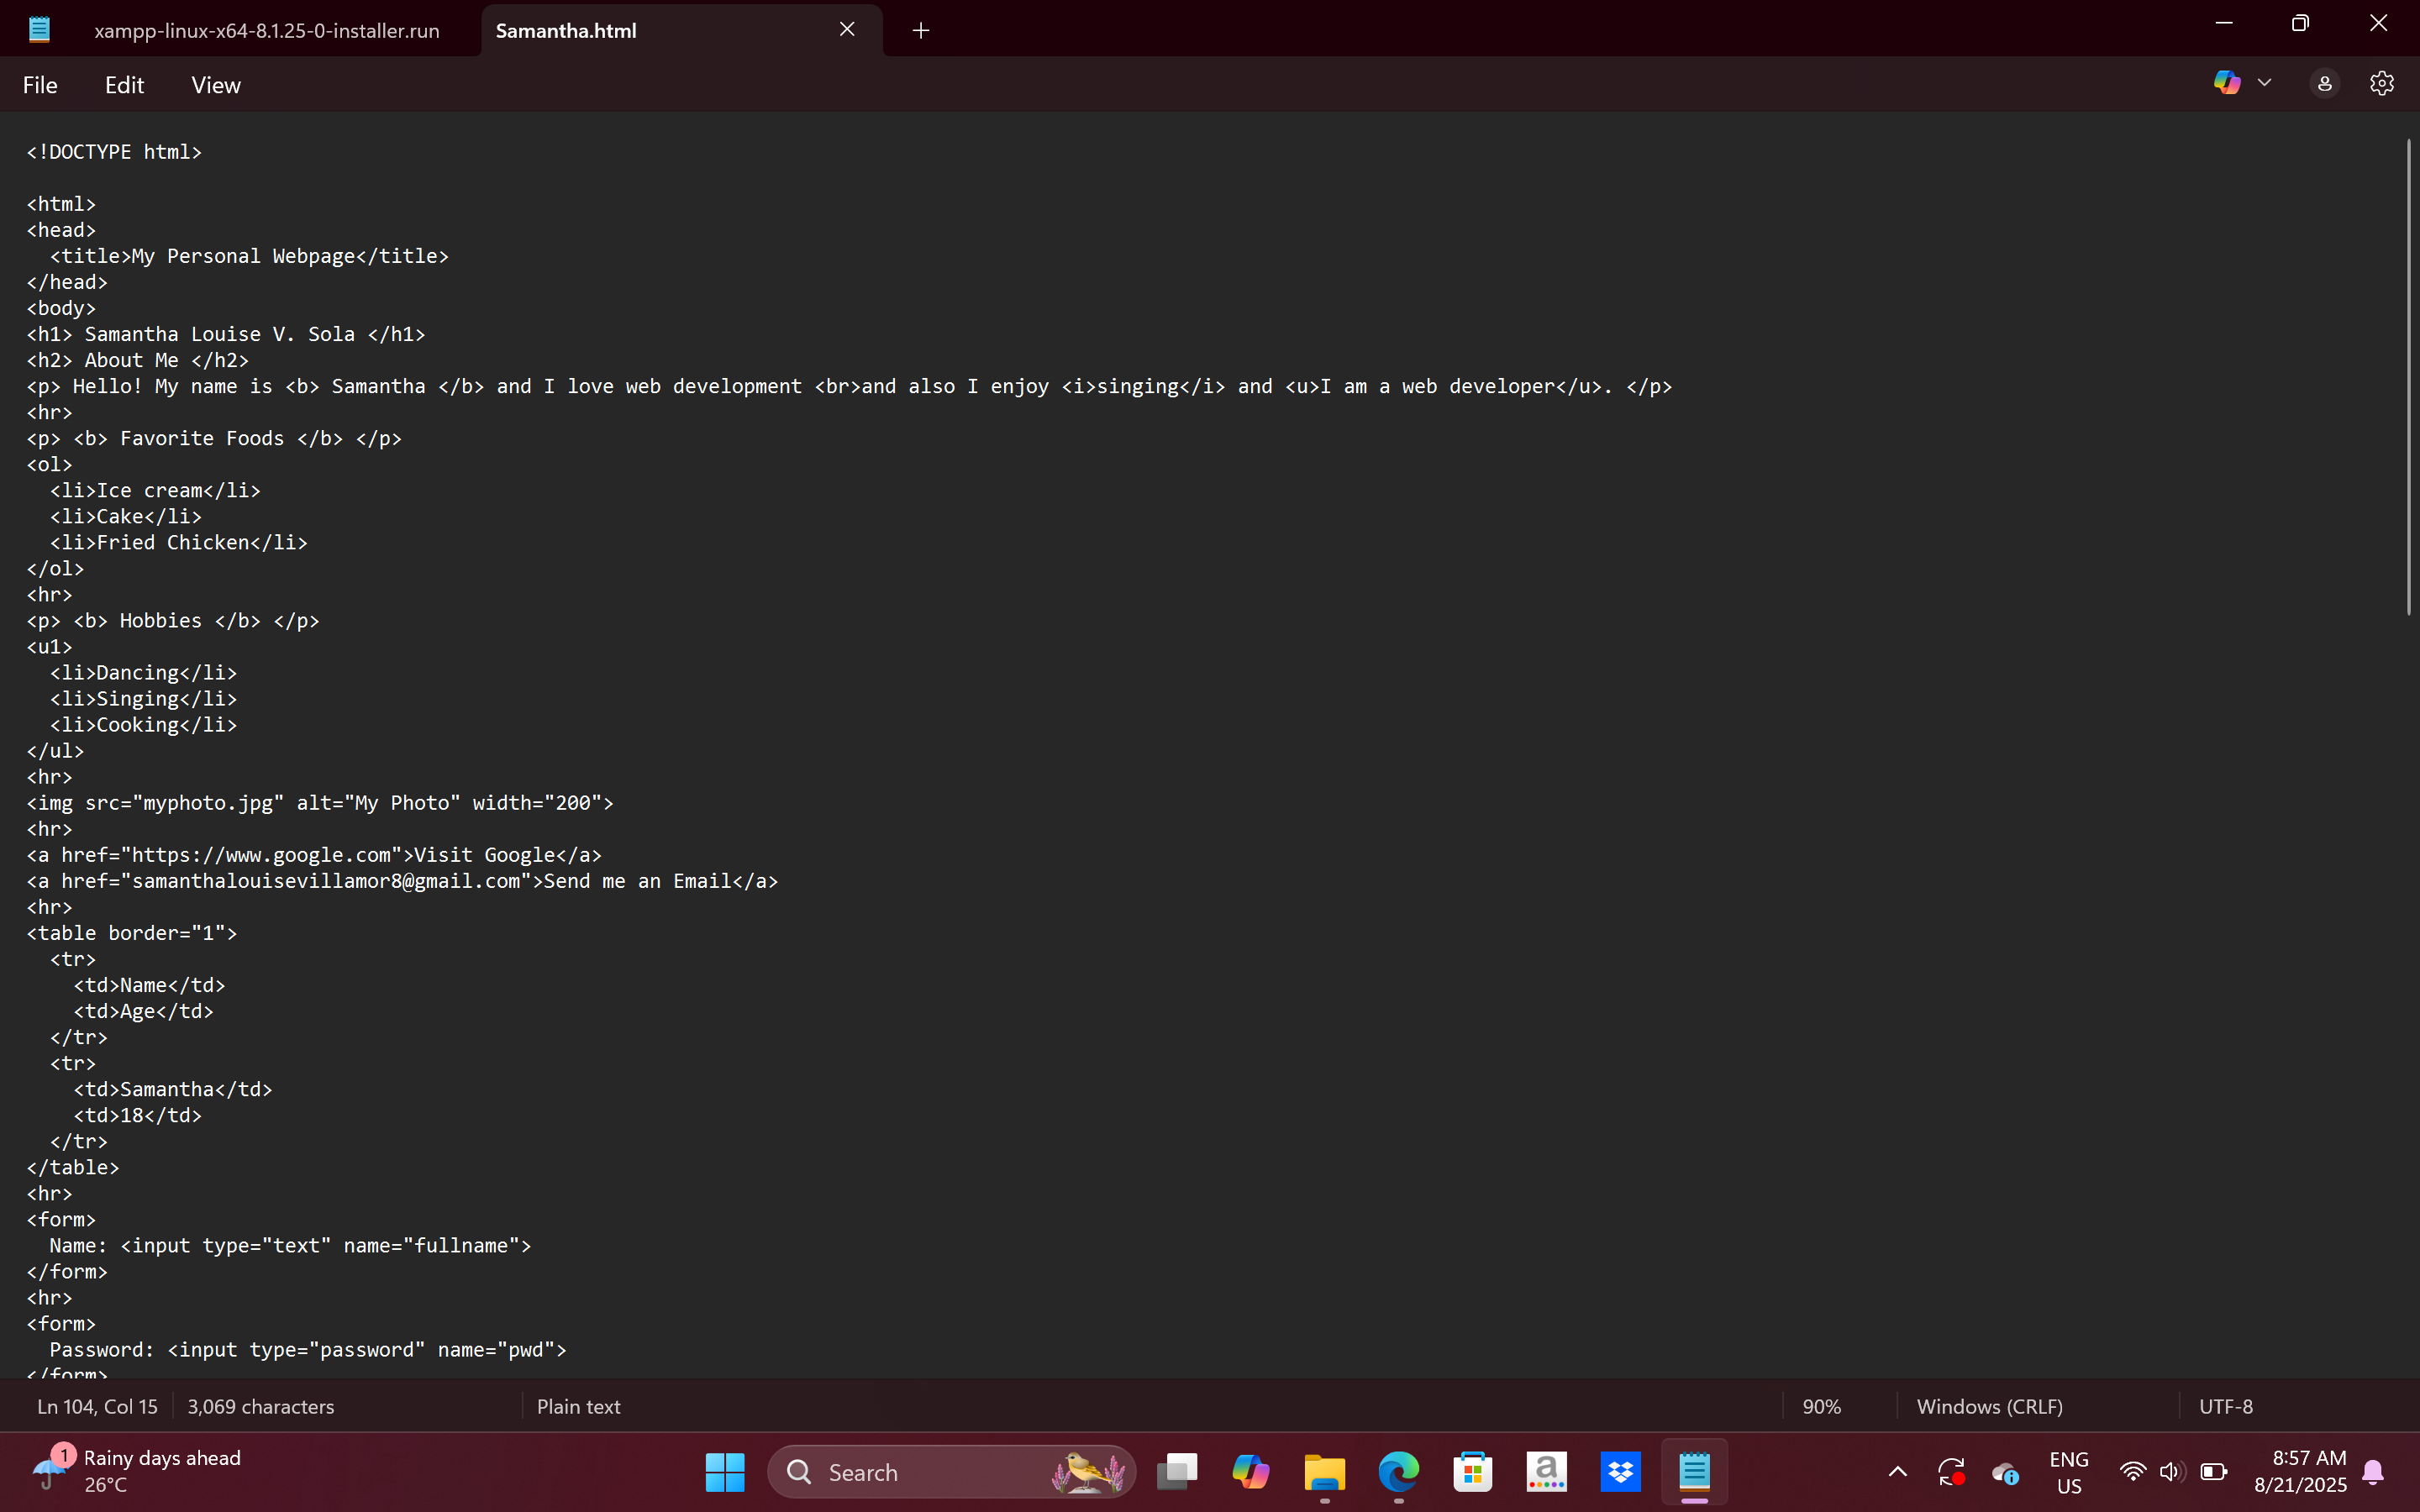 xampp-linux-x64-8.1.25-0-installer.run
Samantha.html
File Edit View
<!DOCTYPE html>
<html>
<head>
  <title>My Personal Webpage</title>
</head>
<body>
<h1> Samantha Louise V. Sola </h1>
<h2> About Me </h2>
<p> Hello! My name is <b> Samantha </b> and I love web development <br>and also I enjoy <i>singing</i> and <u>I am a web developer</u>. </p>
<hr>
<p> <b> Favorite Foods </b> </p>
<ol>
  <li>Ice cream</li>
  <li>Cake</li>
  <li>Fried Chicken</li>
</ol>
<hr>
<p> <b> Hobbies </b> </p>
<u1>
  <li>Dancing</li>
  <li>Singing</li>
  <li>Cooking</li>
</ul>
<hr>
<img src="myphoto.jpg" alt="My Photo" width="200">
<hr>
<a href="https://www.google.com">Visit Google</a>
<a href="samanthalouisevillamor8@gmail.com">Send me an Email</a>
<hr>
<table border="1">
  <tr>
    <td>Name</td>
    <td>Age</td>
  </tr>
  <tr>
    <td>Samantha</td>
    <td>18</td>
  </tr>
</table>
<hr>
<form>
  Name: <input type="text" name="fullname">
</form>
<hr>
<form>
  Password: <input type="password" name="pwd">
</form>
Ln 104, Col 15 3,069 characters Plain text 90% Windows (CRLF) UTF-8
1 Rainy days ahead
26°C
Search
a
ENG
US
8:57 AM
8/21/2025